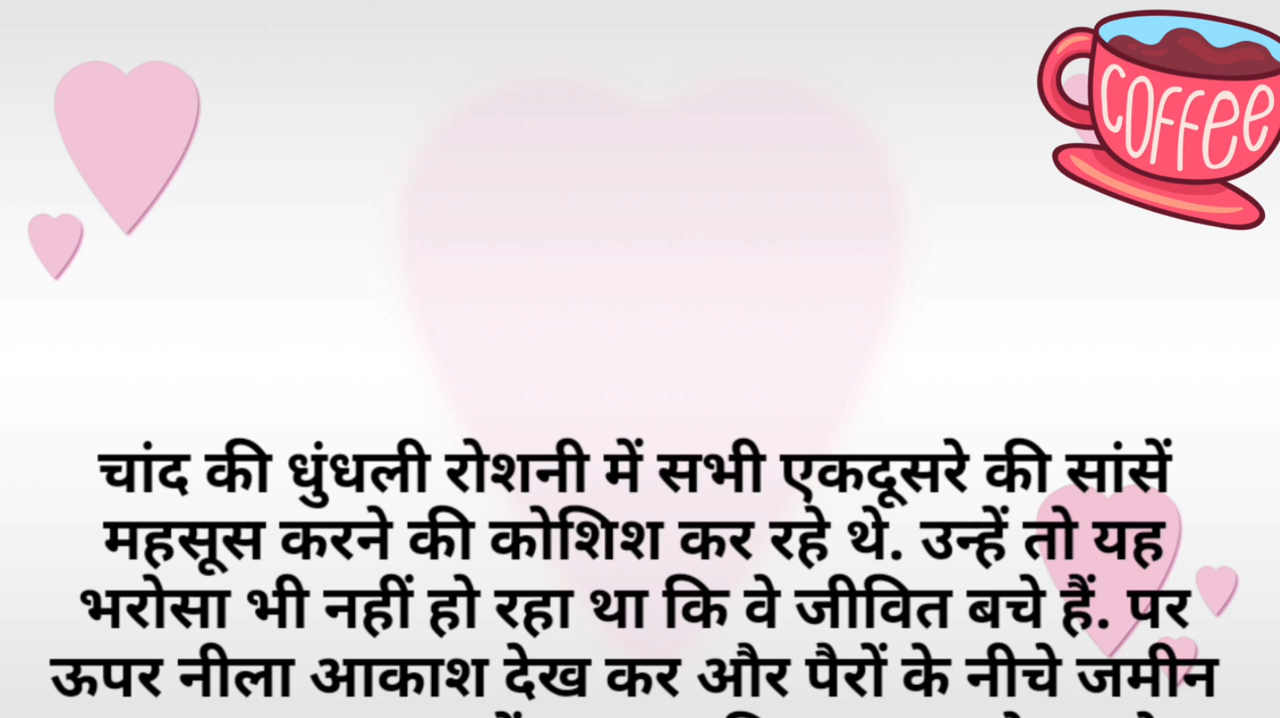 COFFEE
चांद की धुंधली रोशनी में सभी एकदूसरे की सांसें
महसूस करने की कोशिश कर रहे थे. उन्हें तो यह
भरोसा भी नहीं हो रहा था कि वे जीवित बचे हैं. पर
ऊपर नीला आकाश देख कर और पैरों के नीचे जमीन